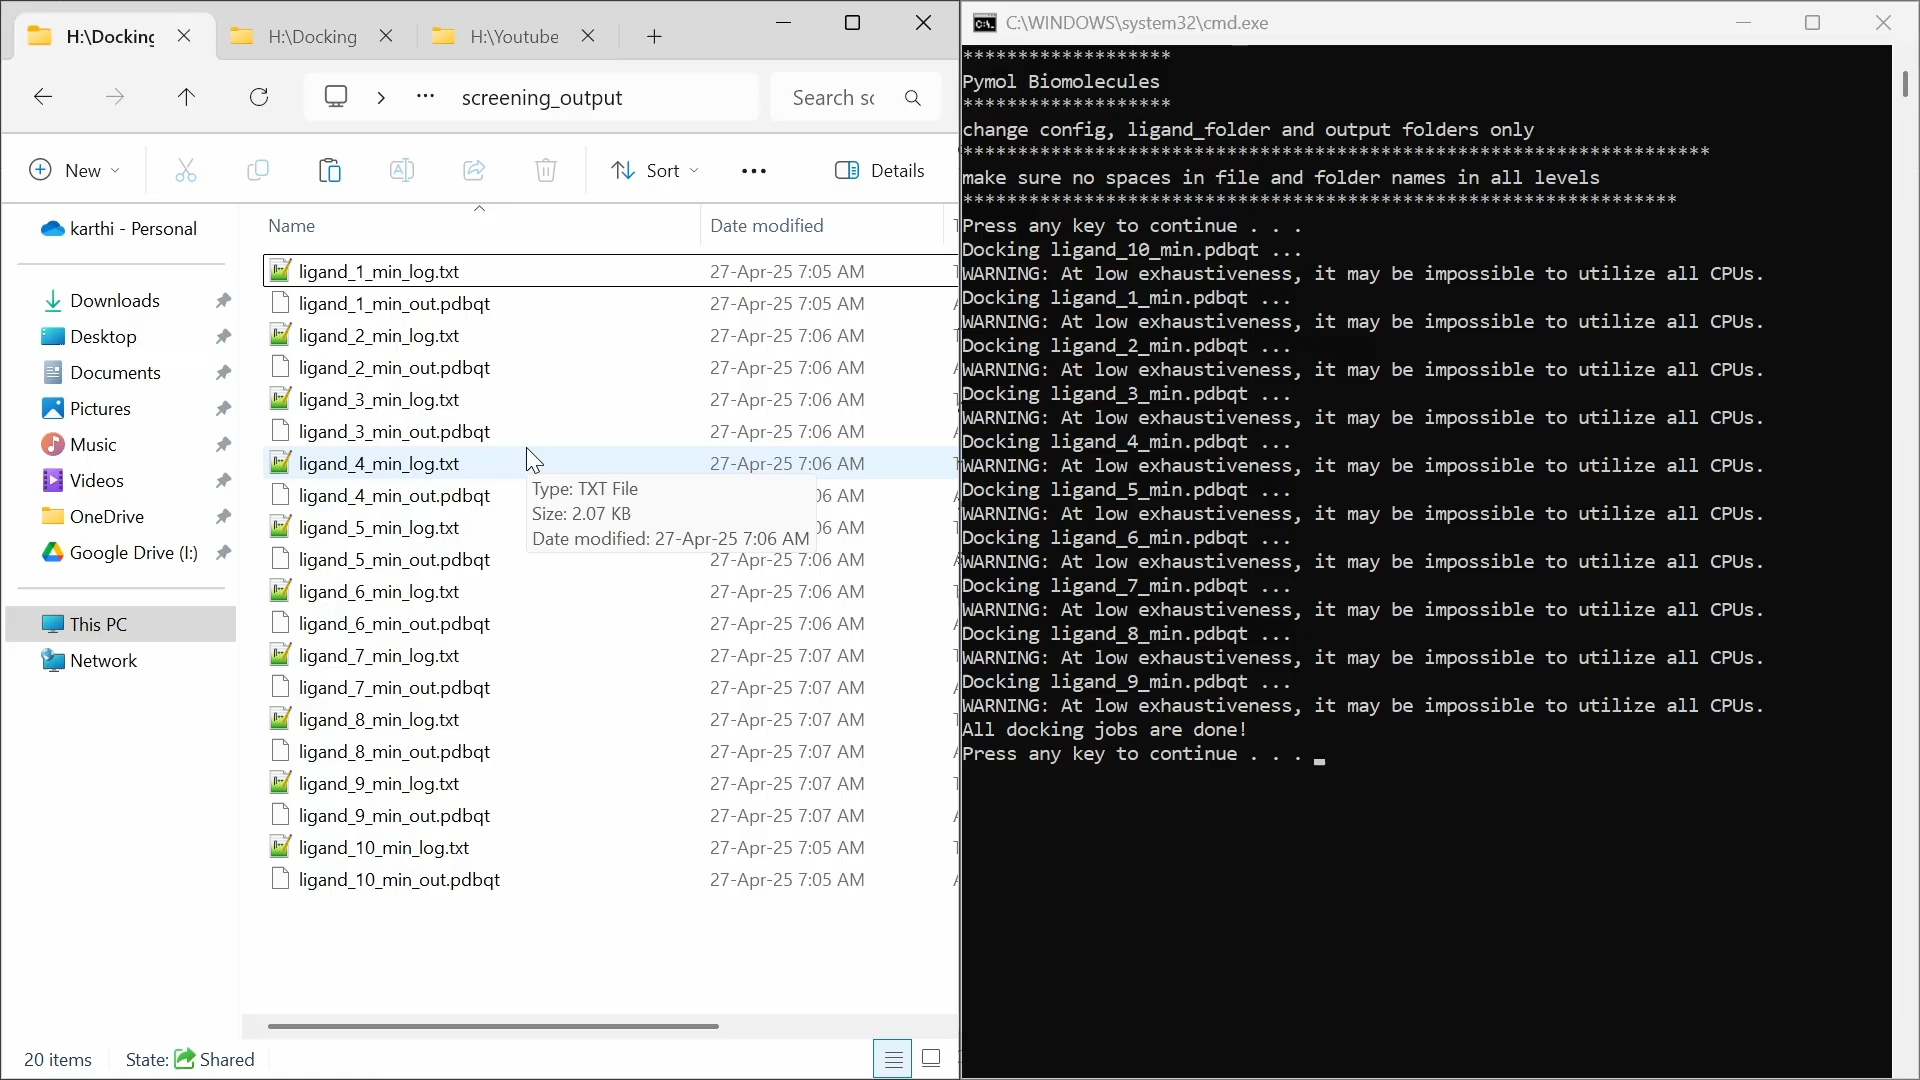 H:\Docking
H:\Docking
H:\Youtube
screening_output
Search sc
New
Sort
Details
karthi - Personal
Downloads
Desktop
Documents
Pictures
Music
Videos
OneDrive
Google Drive (I:)
This PC
Network
Name
Date modified
ligand_1_min_log.txt 27-Apr-25 7:05 AM
ligand_1_min_out.pdbqt 27-Apr-25 7:05 AM
ligand_2_min_log.txt 27-Apr-25 7:06 AM
ligand_2_min_out.pdbqt 27-Apr-25 7:06 AM
ligand_3_min_log.txt 27-Apr-25 7:06 AM
ligand_3_min_out.pdbqt 27-Apr-25 7:06 AM
ligand_4_min_log.txt 27-Apr-25 7:06 AM
ligand_4_min_out.pdbqt 06 AM
ligand_5_min_log.txt 06 AM
ligand_5_min_out.pdbqt 27-Apr-25 7:06 AM
ligand_6_min_log.txt 27-Apr-25 7:06 AM
ligand_6_min_out.pdbqt 27-Apr-25 7:06 AM
ligand_7_min_log.txt 27-Apr-25 7:07 AM
ligand_7_min_out.pdbqt 27-Apr-25 7:07 AM
ligand_8_min_log.txt 27-Apr-25 7:07 AM
ligand_8_min_out.pdbqt 27-Apr-25 7:07 AM
ligand_9_min_log.txt 27-Apr-25 7:07 AM
ligand_9_min_out.pdbqt 27-Apr-25 7:07 AM
ligand_10_min_log.txt 27-Apr-25 7:05 AM
ligand_10_min_out.pdbqt 27-Apr-25 7:05 AM
Type: TXT File
Size: 2.07 KB
Date modified: 27-Apr-25 7:06 AM
20 items
State: Shared
C:\WINDOWS\system32\cmd.exe
*******************
Pymol Biomolecules
*******************
change config, ligand_folder and output folders only
********************************************************************
make sure no spaces in file and folder names in all levels
*****************************************************************
Press any key to continue . . .
Docking ligand_10_min.pdbqt ...
WARNING: At low exhaustiveness, it may be impossible to utilize all CPUs.
Docking ligand_1_min.pdbqt ...
WARNING: At low exhaustiveness, it may be impossible to utilize all CPUs.
Docking ligand_2_min.pdbqt ...
WARNING: At low exhaustiveness, it may be impossible to utilize all CPUs.
Docking ligand_3_min.pdbqt ...
WARNING: At low exhaustiveness, it may be impossible to utilize all CPUs.
Docking ligand_4_min.pdbqt ...
WARNING: At low exhaustiveness, it may be impossible to utilize all CPUs.
Docking ligand_5_min.pdbqt ...
WARNING: At low exhaustiveness, it may be impossible to utilize all CPUs.
Docking ligand_6_min.pdbqt ...
WARNING: At low exhaustiveness, it may be impossible to utilize all CPUs.
Docking ligand_7_min.pdbqt ...
WARNING: At low exhaustiveness, it may be impossible to utilize all CPUs.
Docking ligand_8_min.pdbqt ...
WARNING: At low exhaustiveness, it may be impossible to utilize all CPUs.
Docking ligand_9_min.pdbqt ...
WARNING: At low exhaustiveness, it may be impossible to utilize all CPUs.
All docking jobs are done!
Press any key to continue . . .